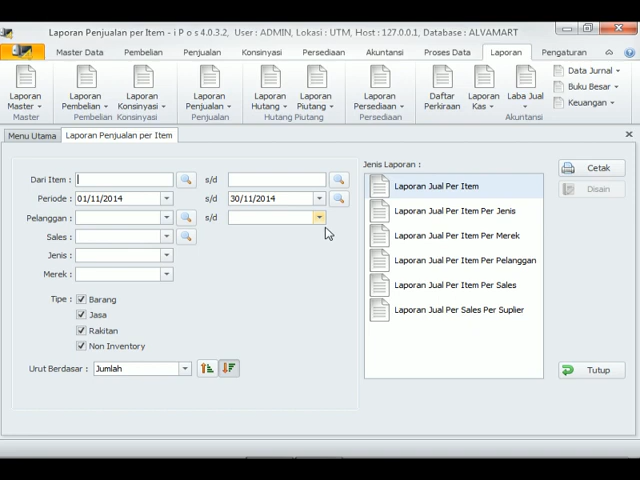 Laporan Penjualan per Item - i P o s 4.0.3.2, User : ADMIN, Lokasi : UTM, Host : 127.0.0.1, Database : ALVAMART
Master Data Pembelian Penjualan Konsinyasi Persediaan Akuntansi Proses Data Laporan Pengaturan
Laporan Master
Laporan Pembelian
Laporan Konsinyasi
Laporan Penjualan
Laporan Hutang
Laporan Piutang
Laporan Persediaan
Daftar Perkiraan
Laporan Kas
Laba Jual
Data Jurnal
Buku Besar
Keuangan
Master Pembelian Konsinyasi Penjualan Hutang Piutang Persediaan Akuntansi
Menu Utama Laporan Penjualan per Item
Dari Item : s/d
Periode : 01/11/2014 s/d 30/11/2014
Pelanggan : s/d
Sales :
Jenis :
Merek :
Tipe : Barang
Jasa
Rakitan
Non Inventory
Urut Berdasar : Jumlah
Jenis Laporan :
Laporan Jual Per Item
Laporan Jual Per Item Per Jenis
Laporan Jual Per Item Per Merek
Laporan Jual Per Item Per Pelanggan
Laporan Jual Per Item Per Sales
Laporan Jual Per Sales Per Suplier
Cetak
Disain
Tutup